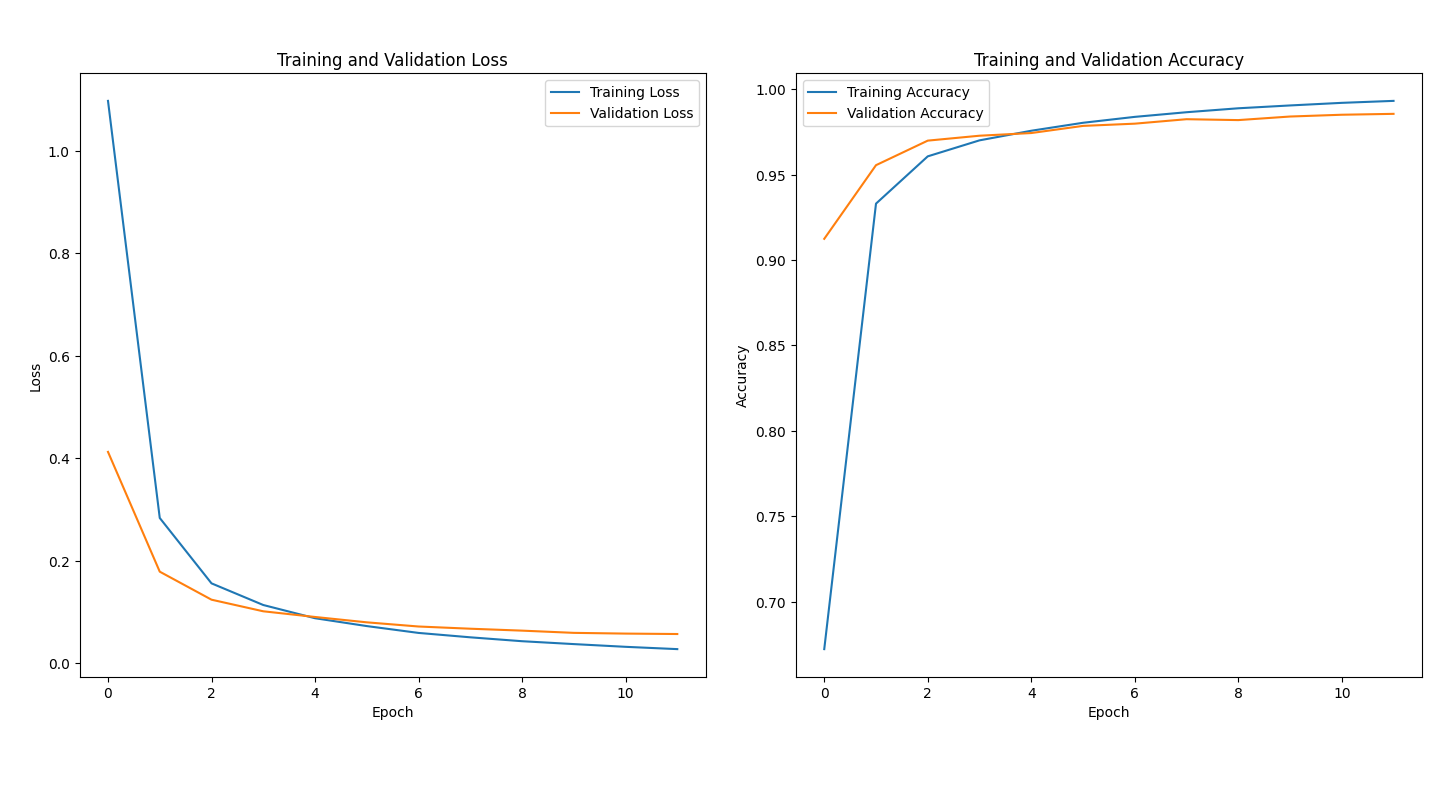 Training and Validation Loss
Training Loss
Validation Loss
1.0
0.8
0.6
0.4
0.2
0.0
Loss
0 2 4 6 8 10
Epoch
Training and Validation Accuracy
Training Accuracy
Validation Accuracy
1.00
0.95
0.90
0.85
0.80
0.75
0.70
Accuracy
0 2 4 6 8 10
Epoch